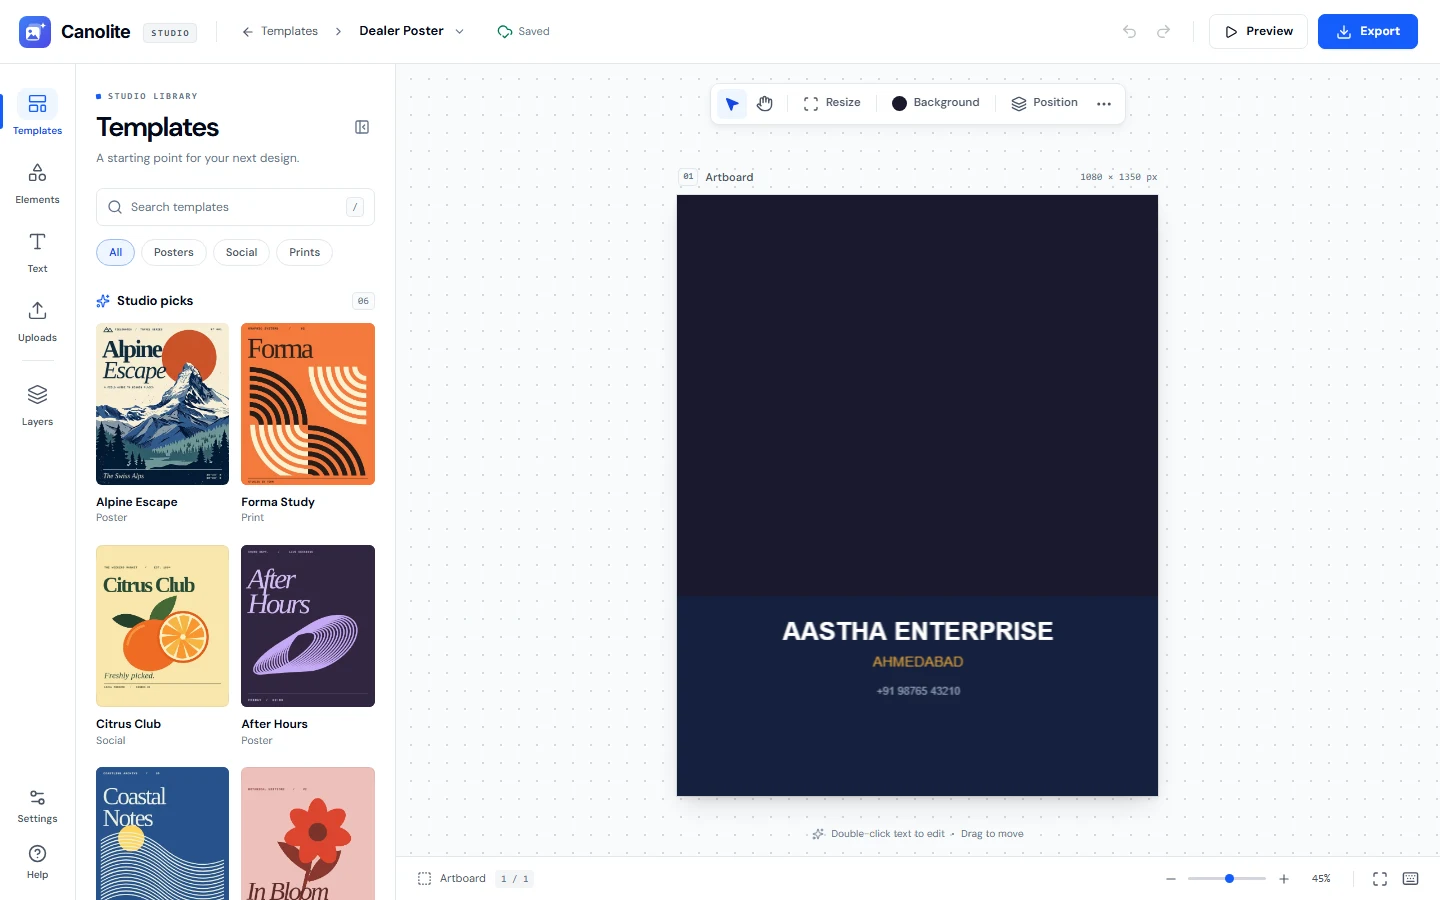 Canolite
STUDIO
Templates
Dealer Poster
Saved
Preview
Export
Templates
Elements
Text
Uploads
Layers
Settings
Help
STUDIO LIBRARY
Templates
A starting point for your next design.
Search templates
/
All
Posters
Social
Prints
Studio picks
06
Alpine
Escape
The Swiss Alps
Alpine Escape
Poster
Forma
Forma Study
Print
Citrus Club
Freshly picked.
Citrus Club
Social
After
Hours
After Hours
Poster
Coastal
Notes
In Bloom
Resize
Background
Position
01
Artboard
1080 × 1350 px
AASTHA ENTERPRISE
AHMEDABAD
+91 98765 43210
Double-click text to edit • Drag to move
Artboard
1 / 1
45%